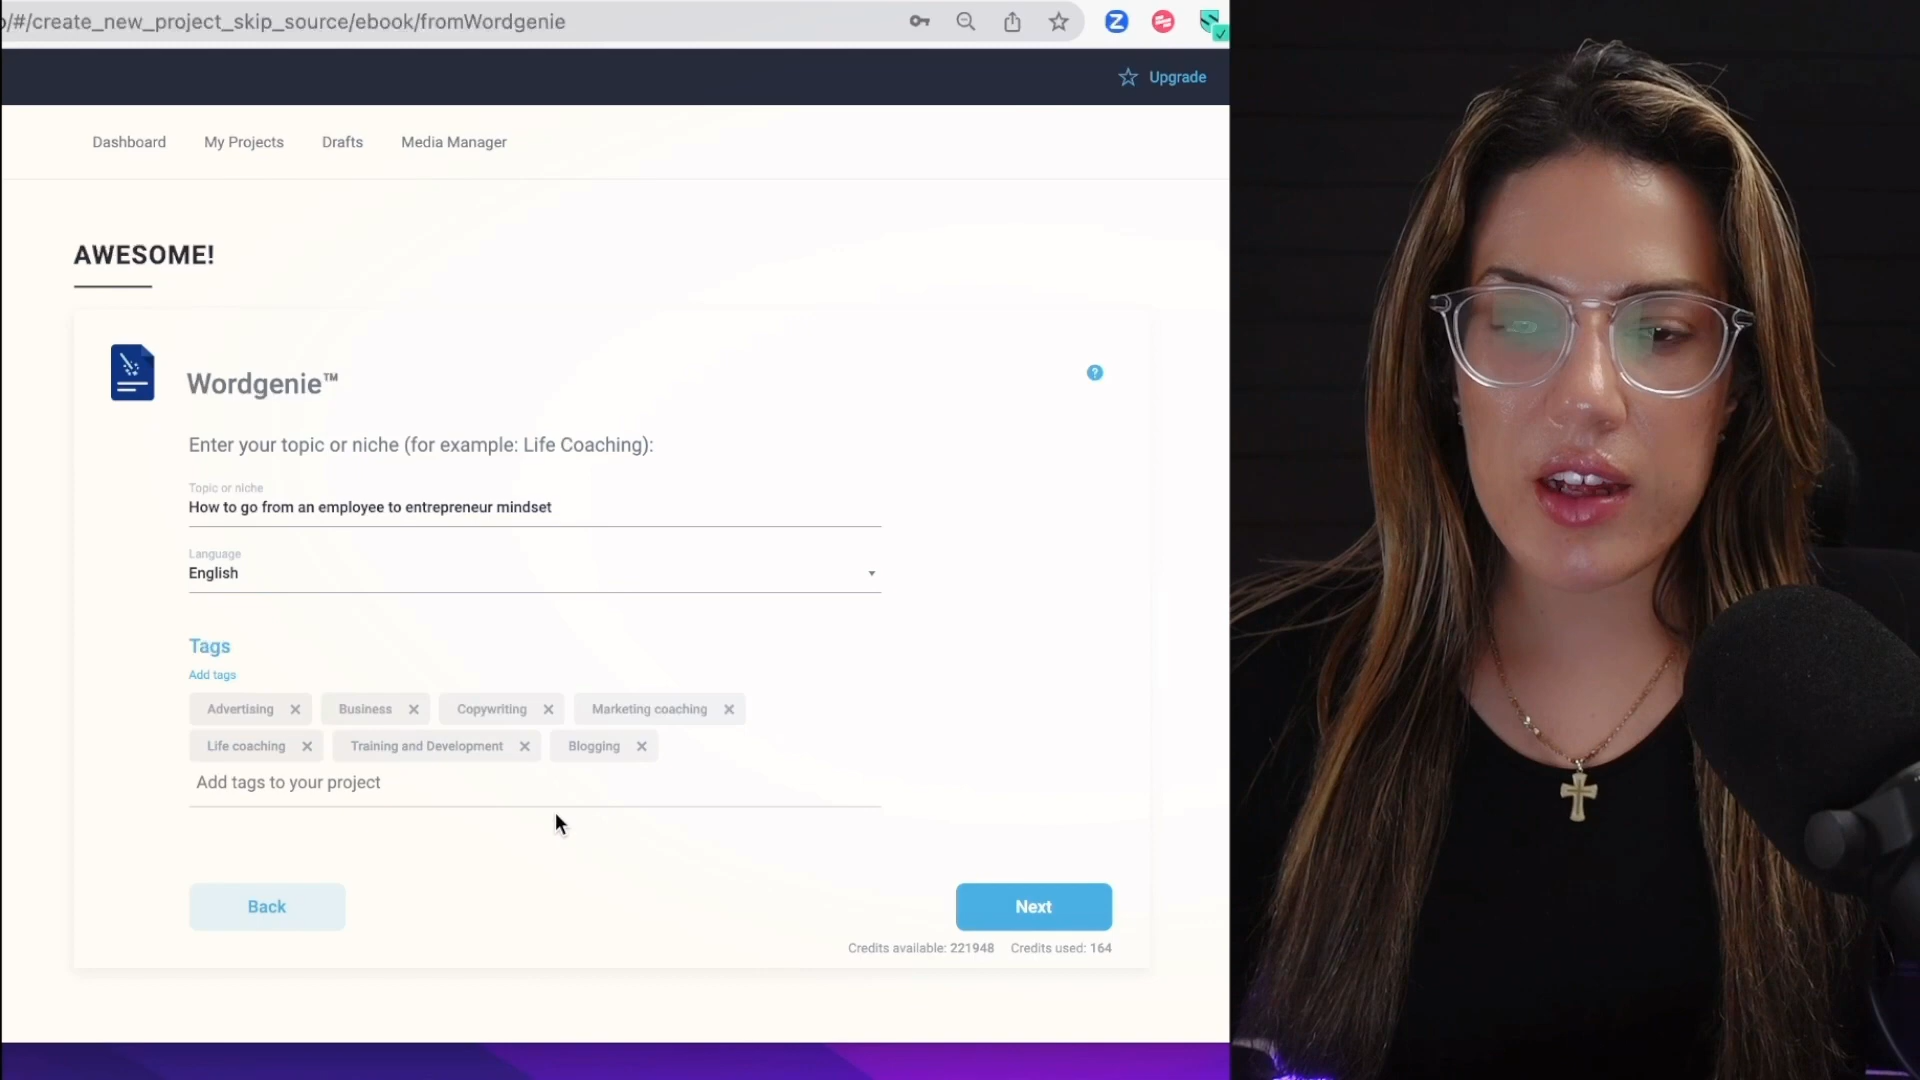 /#/create_new_project_skip_source/ebook/fromWordgenie
Upgrade
Dashboard My Projects Drafts Media Manager
AWESOME!
Wordgenie™
?
Enter your topic or niche (for example: Life Coaching):
Topic or niche
How to go from an employee to entrepreneur mindset
Language
English
Tags
Add tags
Advertising × Business × Copywriting × Marketing coaching ×
Life coaching × Training and Development × Blogging ×
Add tags to your project
Back Next
Credits available: 221948 Credits used: 164